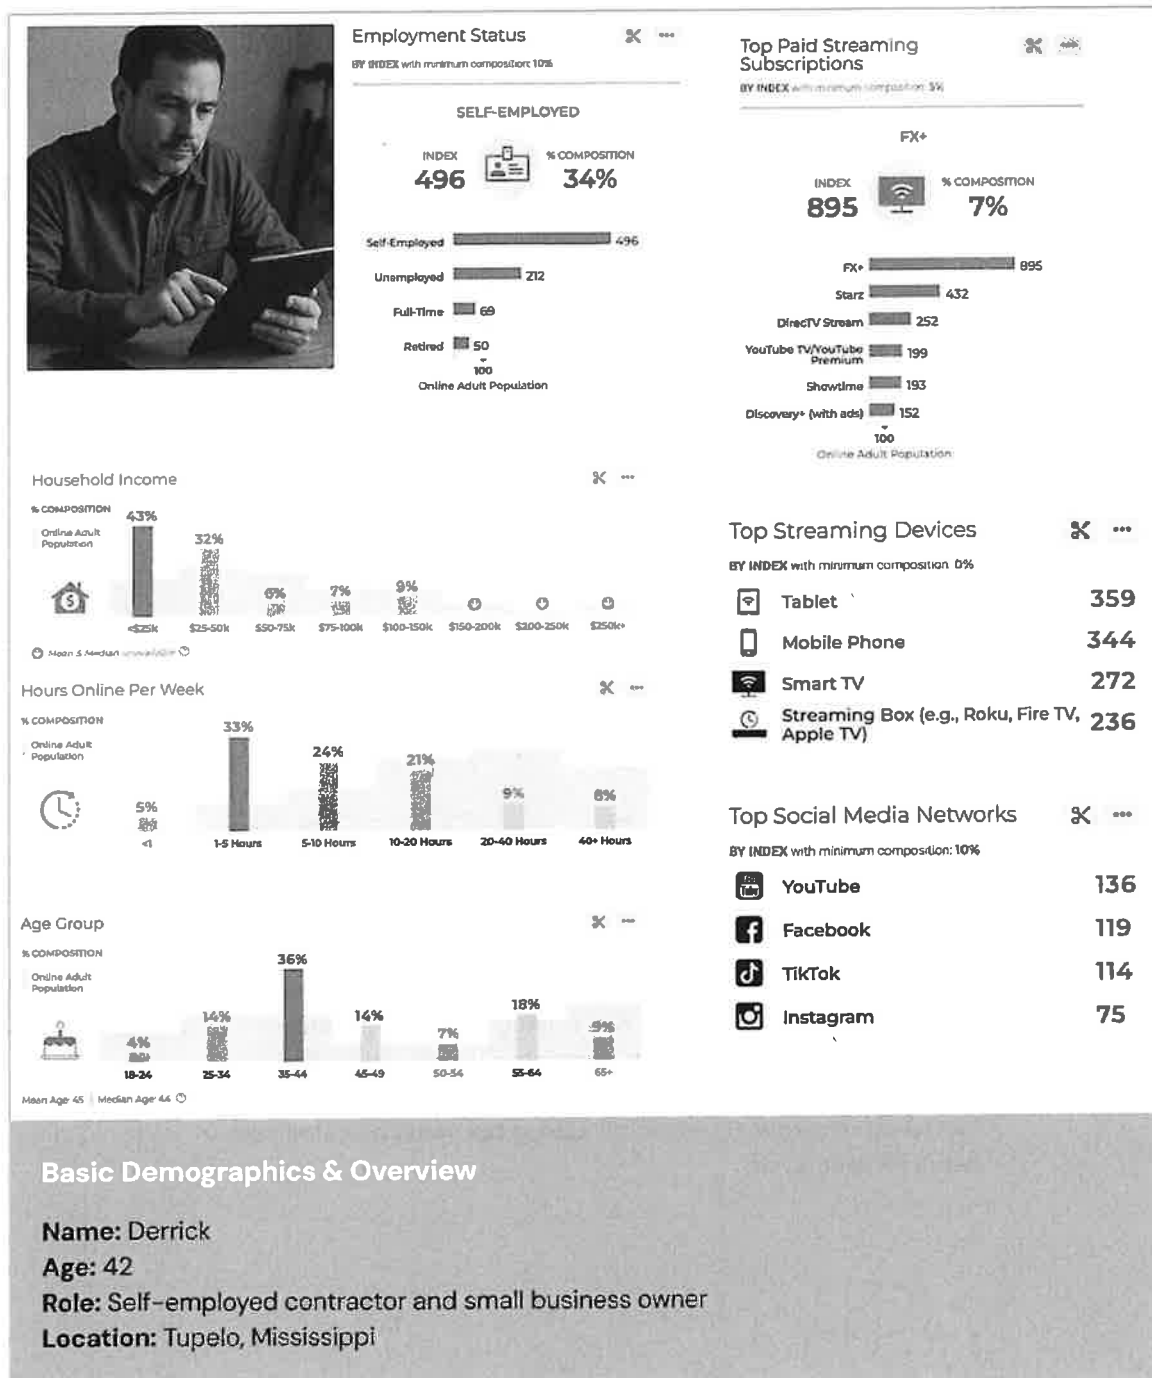 Employment Status
BY INDEX with minimum composition: 10%
SELF-EMPLOYED
INDEX
496
% COMPOSITION
34%
Self-Employed 496
Unemployed 212
Full-Time 69
Retired 50
100
Online Adult Population
Top Paid Streaming
Subscriptions
BY INDEX with minimum composition: 5%
FX+
INDEX
895
% COMPOSITION
7%
FX+ 895
Starz 432
DirecTV Stream 252
YouTube TV/YouTube
Premium 199
Showtime 193
Discovery+ (with ads) 152
100
Online Adult Population
Household Income
% COMPOSITION
Online Adult
Population
43% 32% 6% 7% 9%
<$25k $25-50k $50-75k $75-100k $100-150k $150-200k $200-250k $250k+
Mean & Median unavailable
Hours Online Per Week
% COMPOSITION
Online Adult
Population
5% 33% 24% 21% 9% 8%
<1 1-5 Hours 5-10 Hours 10-20 Hours 20-40 Hours 40+ Hours
Age Group
% COMPOSITION
Online Adult
Population
4% 14% 36% 14% 7% 18% 9%
18-24 25-34 35-44 45-49 50-54 55-64 65+
Mean Age: 45 | Median Age: 44
Top Streaming Devices
BY INDEX with minimum composition: 0%
Tablet 359
Mobile Phone 344
Smart TV 272
Streaming Box (e.g., Roku, Fire TV,
Apple TV) 236
Top Social Media Networks
BY INDEX with minimum composition: 10%
YouTube 136
Facebook 119
TikTok 114
Instagram 75
Basic Demographics & Overview
Name: Derrick
Age: 42
Role: Self-employed contractor and small business owner
Location: Tupelo, Mississippi